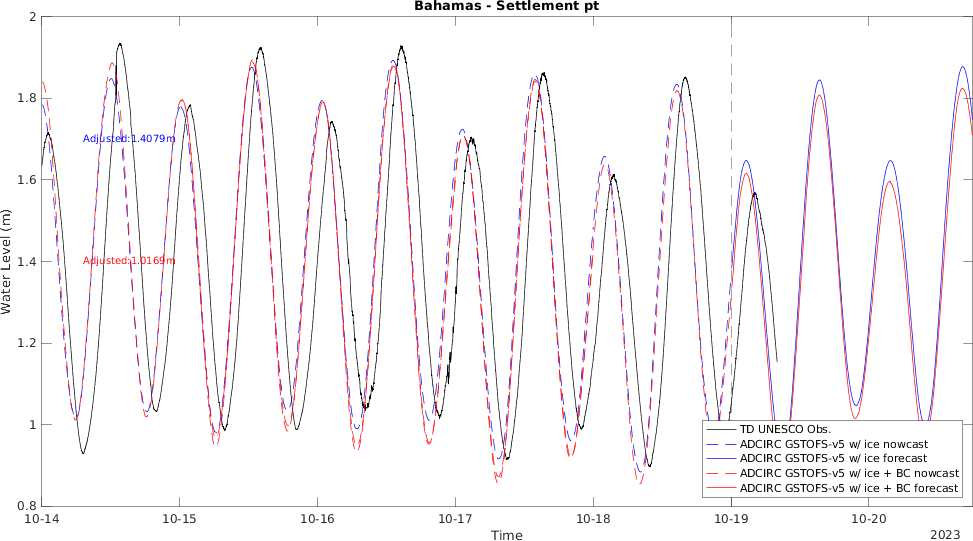 Bahamas - Settlement pt
2
1.8
1.6
1.4
1.2
1
0.8
Water Level (m)
Adjusted:1.4079m
Adjusted:1.0169m
TD UNESCO Obs.
ADCIRC GSTOFS-v5 w/ ice nowcast
ADCIRC GSTOFS-v5 w/ ice forecast
ADCIRC GSTOFS-v5 w/ ice + BC nowcast
ADCIRC GSTOFS-v5 w/ ice + BC forecast
10-14 10-15 10-16 10-17 10-18 10-19 10-20
Time
2023